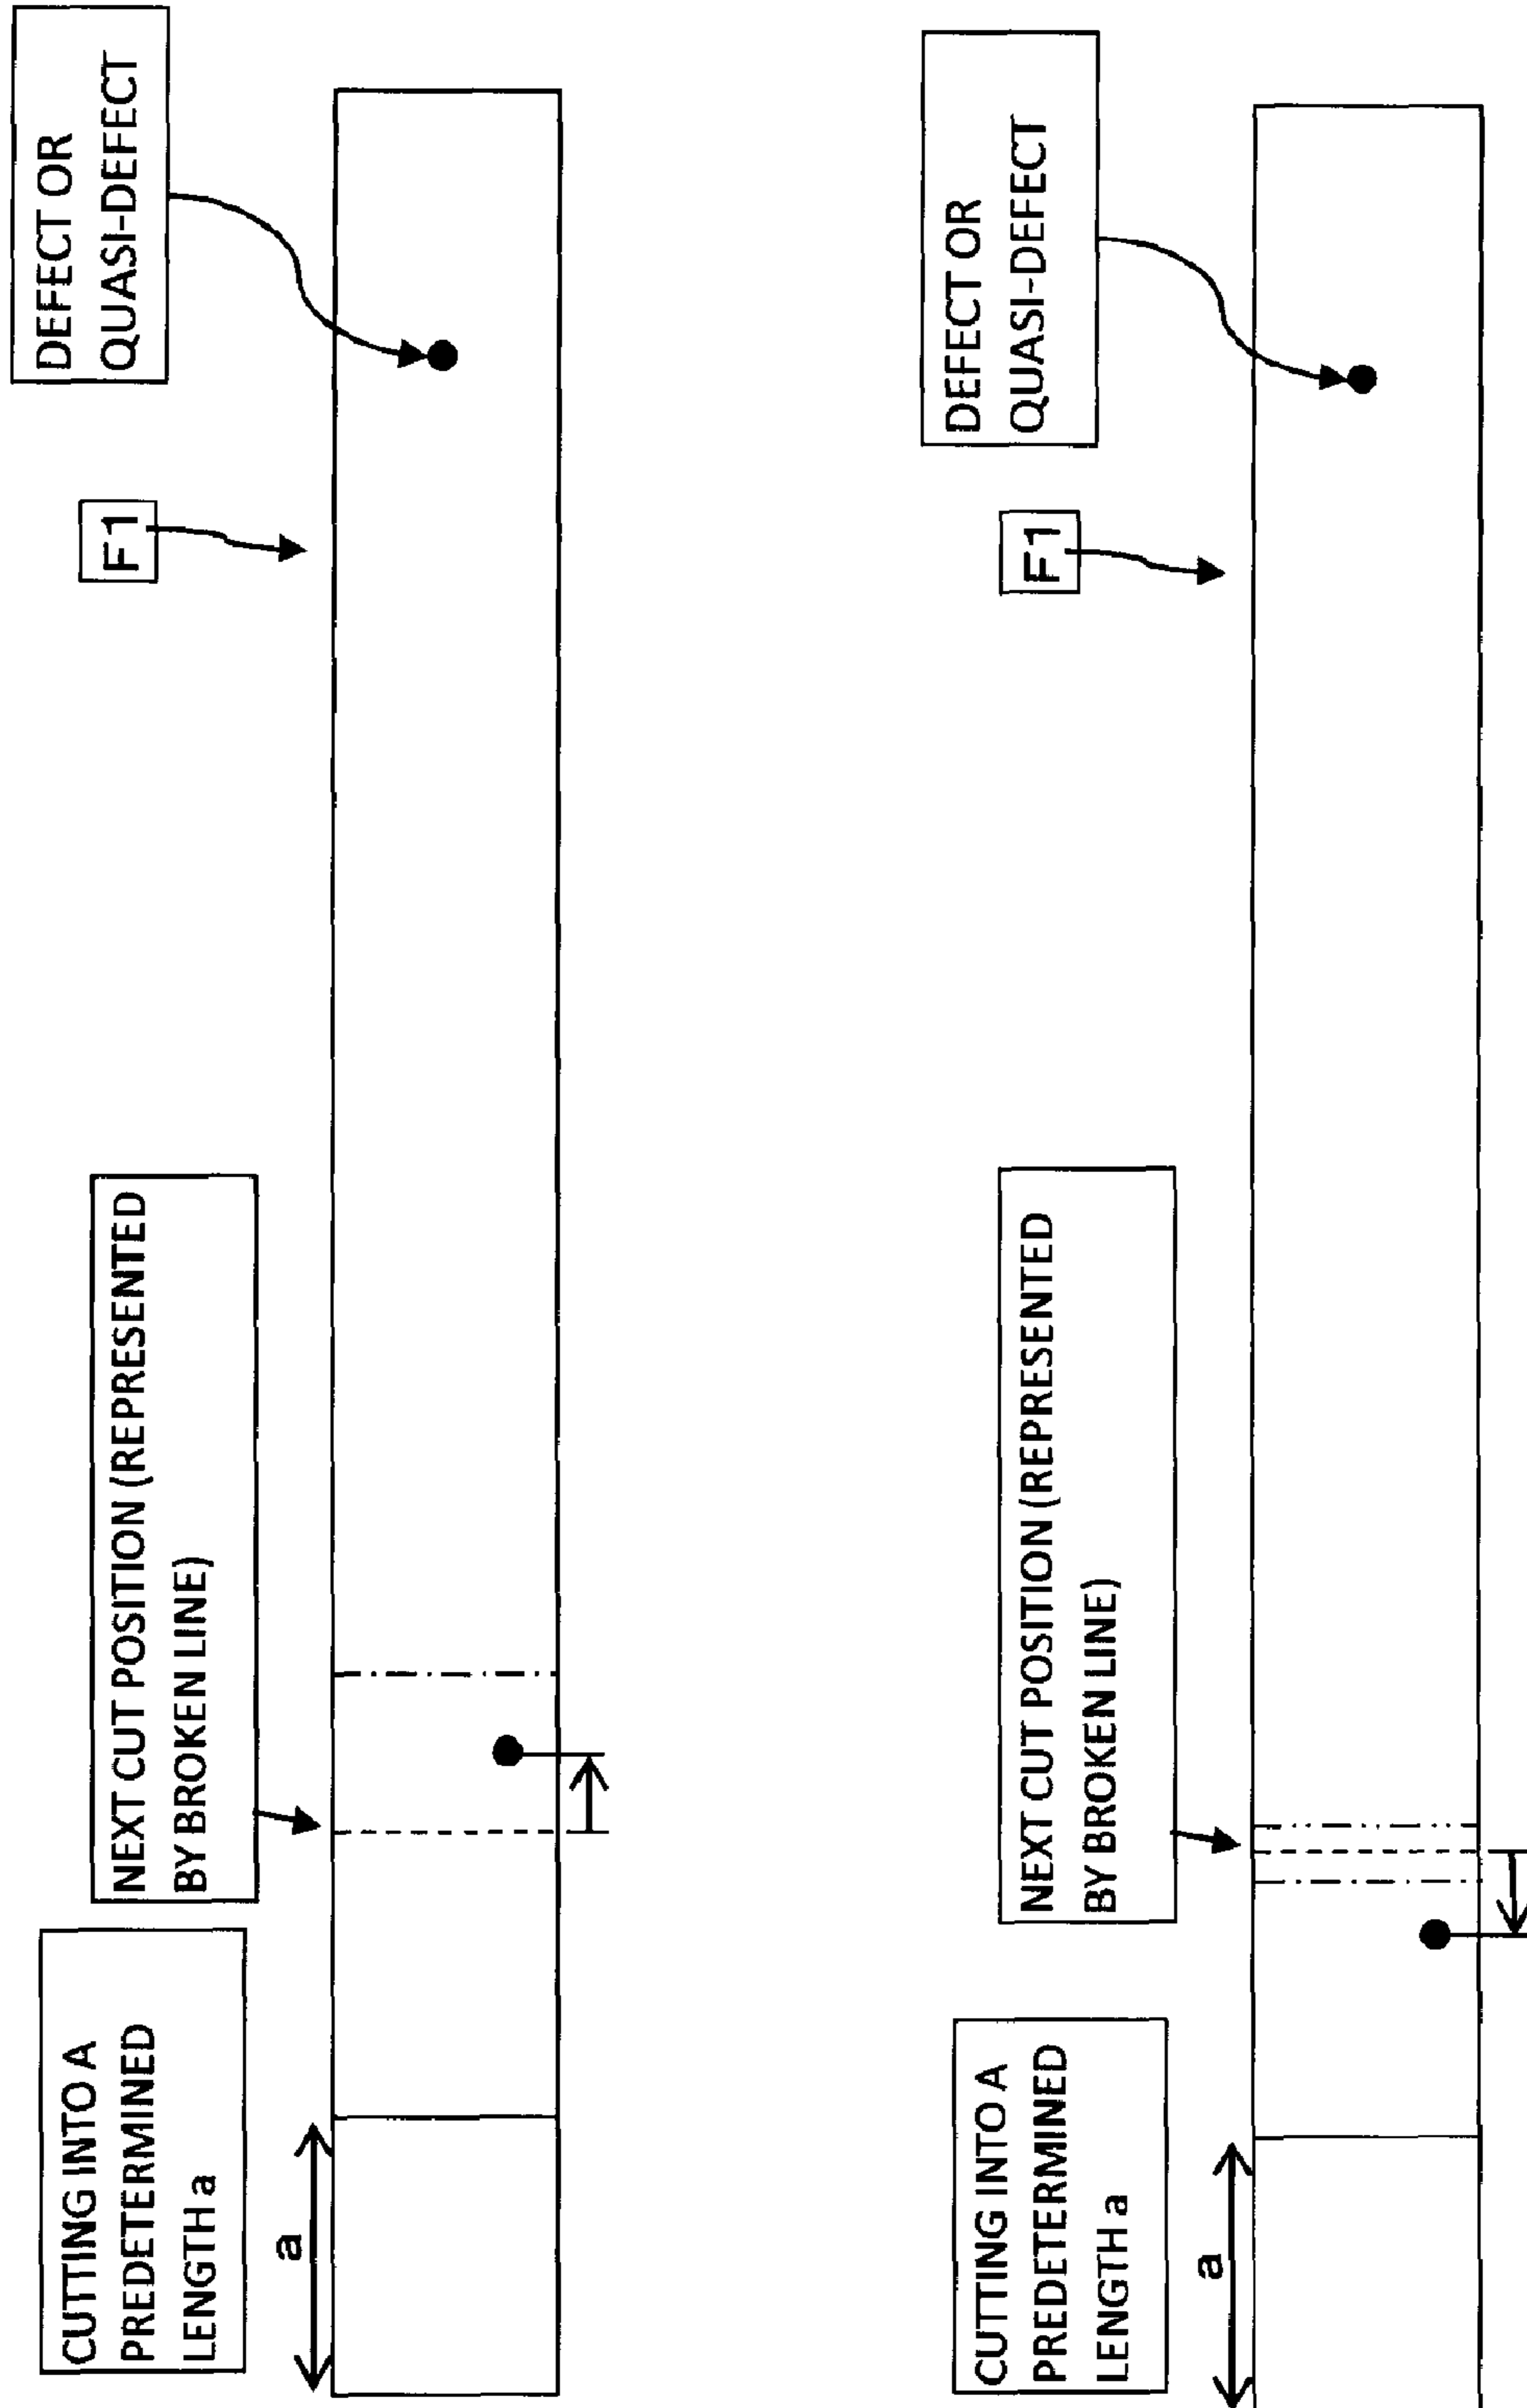 CUTTING INTO A
PREDETERMINED
LENGTH a
a
NEXT CUT POSITION (REPRESENTED
BY BROKEN LINE)
F1
DEFECT OR
QUASI-DEFECT
CUTTING INTO A
PREDETERMINED
LENGTH a
a
NEXT CUT POSITION (REPRESENTED
BY BROKEN LINE)
F1
DEFECT OR
QUASI-DEFECT